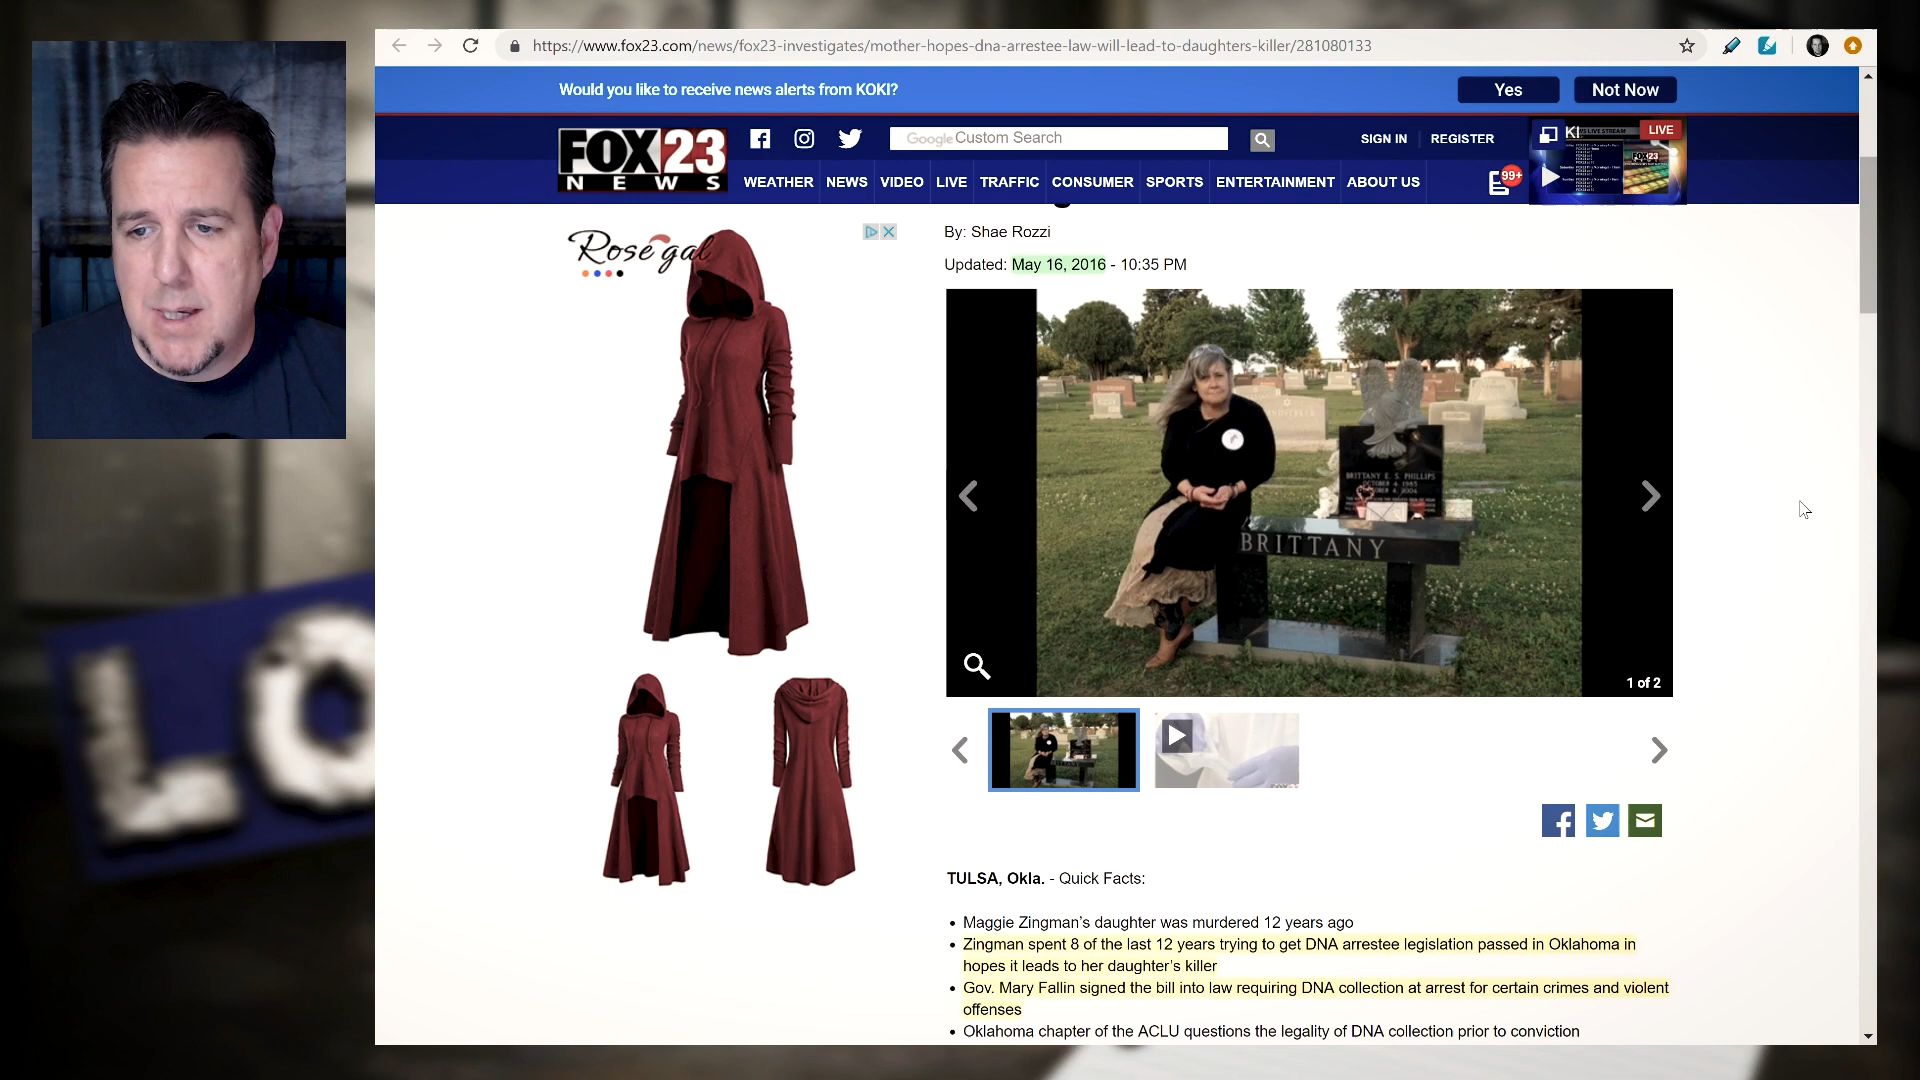 https://www.fox23.com/news/fox23-investigates/mother-hopes-dna-arrestee-law-will-lead-to-daughters-killer/281080133
Would you like to receive news alerts from KOKI?
Yes
Not Now
FOX23
NEWS
Google Custom Search
SIGN IN
REGISTER
KI
LIVE
FOX23
WEATHER
NEWS
VIDEO
LIVE
TRAFFIC
CONSUMER
SPORTS
ENTERTAINMENT
ABOUT US
99+
Rosegal
By: Shae Rozzi
Updated: May 16, 2016 - 10:35 PM
BRITTANY E. S. PHILLIPS
BRITTANY
1 of 2
TULSA, Okla. - Quick Facts:
• Maggie Zingman’s daughter was murdered 12 years ago
• Zingman spent 8 of the last 12 years trying to get DNA arrestee legislation passed in Oklahoma in
hopes it leads to her daughter’s killer
• Gov. Mary Fallin signed the bill into law requiring DNA collection at arrest for certain crimes and violent
offenses
• Oklahoma chapter of the ACLU questions the legality of DNA collection prior to conviction
LO